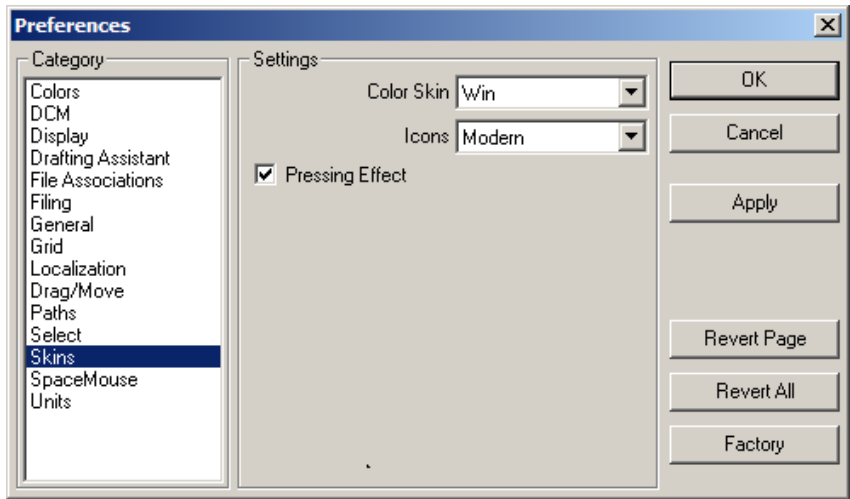 Preferences
Category
Colors
DCM
Display
Drafting Assistant
File Associations
Filing
General
Grid
Localization
Drag/Move
Paths
Select
Skins
SpaceMouse
Units
Settings
Color Skin Win
Icons Modern
Pressing Effect
OK
Cancel
Apply
Revert Page
Revert All
Factory